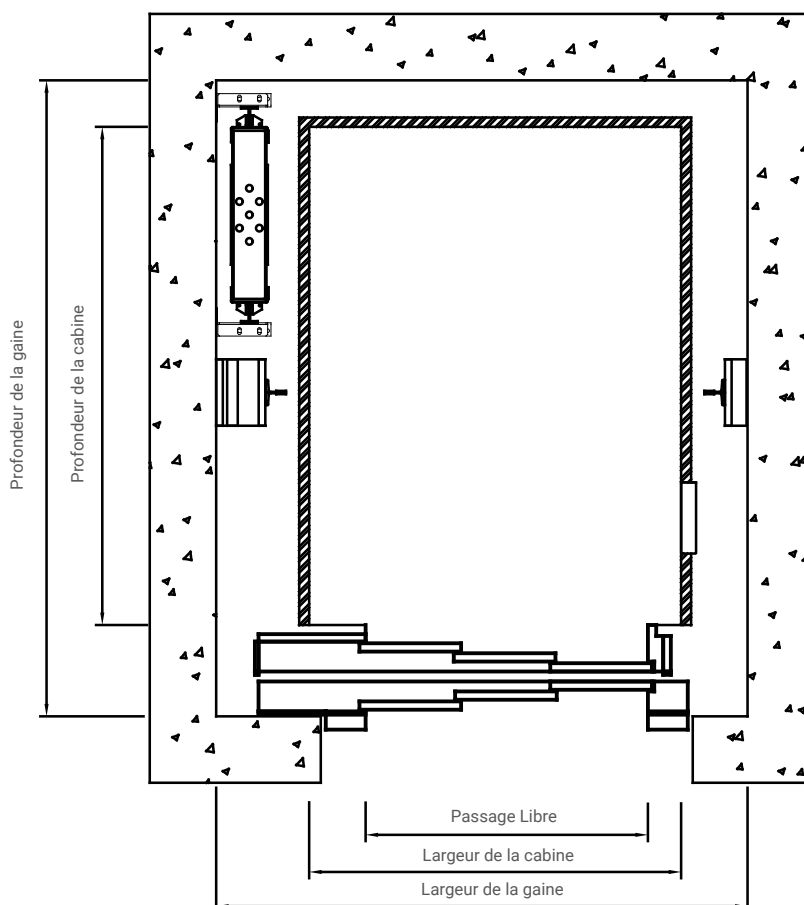 Profondeur de la gaine
Profondeur de la cabine
Passage Libre
Largeur de la cabine
Largeur de la gaine